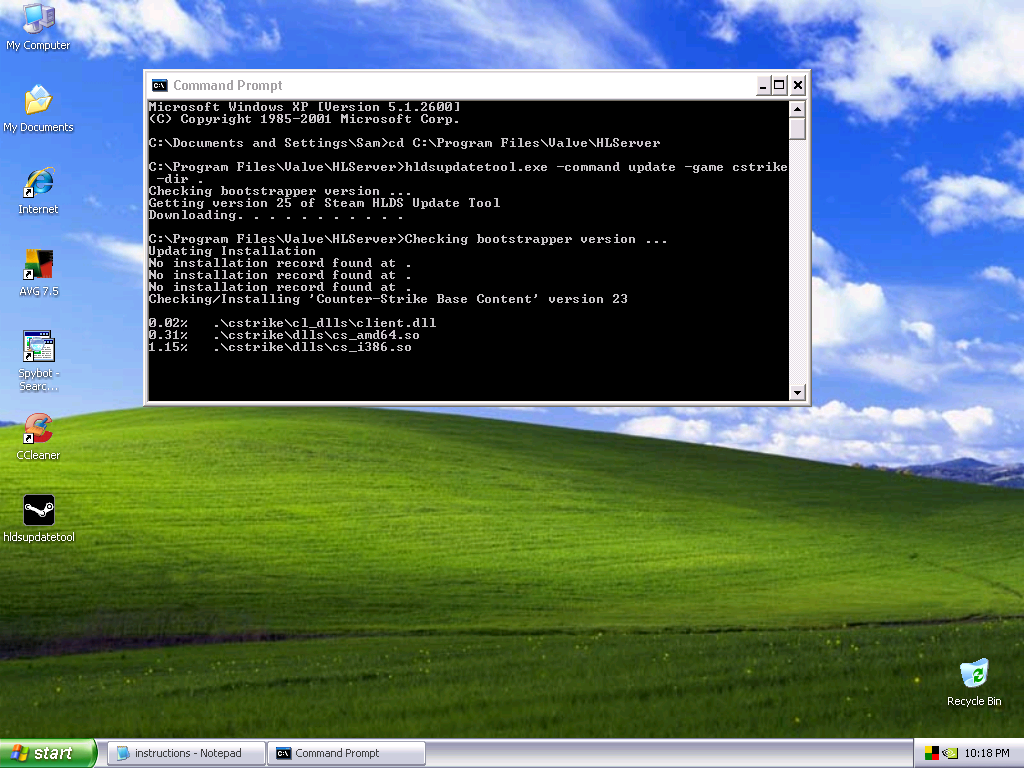 My Computer
My Documents
Internet
AVG 7.5
Spybot -
Searc...
CCleaner
hldsupdatetool
Command Prompt
Microsoft Windows XP [Version 5.1.2600]
(C) Copyright 1985-2001 Microsoft Corp.
C:\Documents and Settings\Sam>cd C:\Program Files\Valve\HLServer
C:\Program Files\Valve\HLServer>hldsupdatetool.exe -command update -game cstrike
-dir .
Checking bootstrapper version ...
Getting version 25 of Steam HLDS Update Tool
Downloading. . . . . . . . . . .
C:\Program Files\Valve\HLServer>Checking bootstrapper version ...
Updating Installation
No installation record found at .
No installation record found at .
No installation record found at .
Checking/Installing 'Counter-Strike Base Content' version 23
0.02% .\cstrike\cl_dlls\client.dll
0.31% .\cstrike\dlls\cs_amd64.so
1.15% .\cstrike\dlls\cs_i386.so
Recycle Bin
start
instructions - Notepad
Command Prompt
10:18 PM